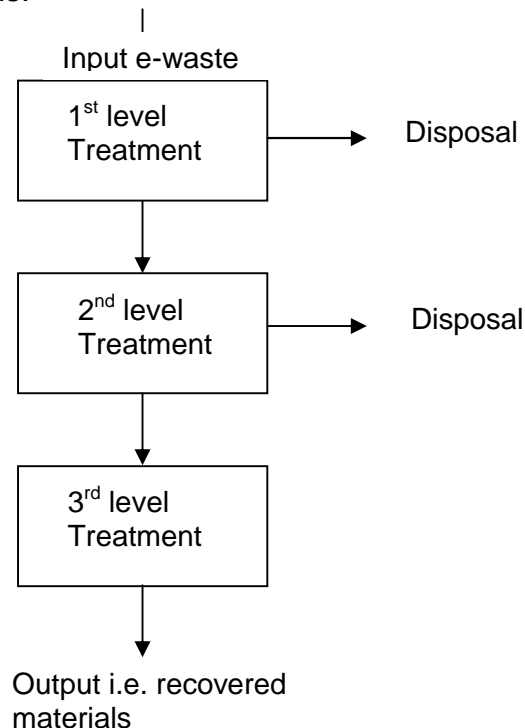 Input e-waste
1st level
Treatment
Disposal
2nd level
Treatment
Disposal
3rd level
Treatment
Output i.e. recovered
materials